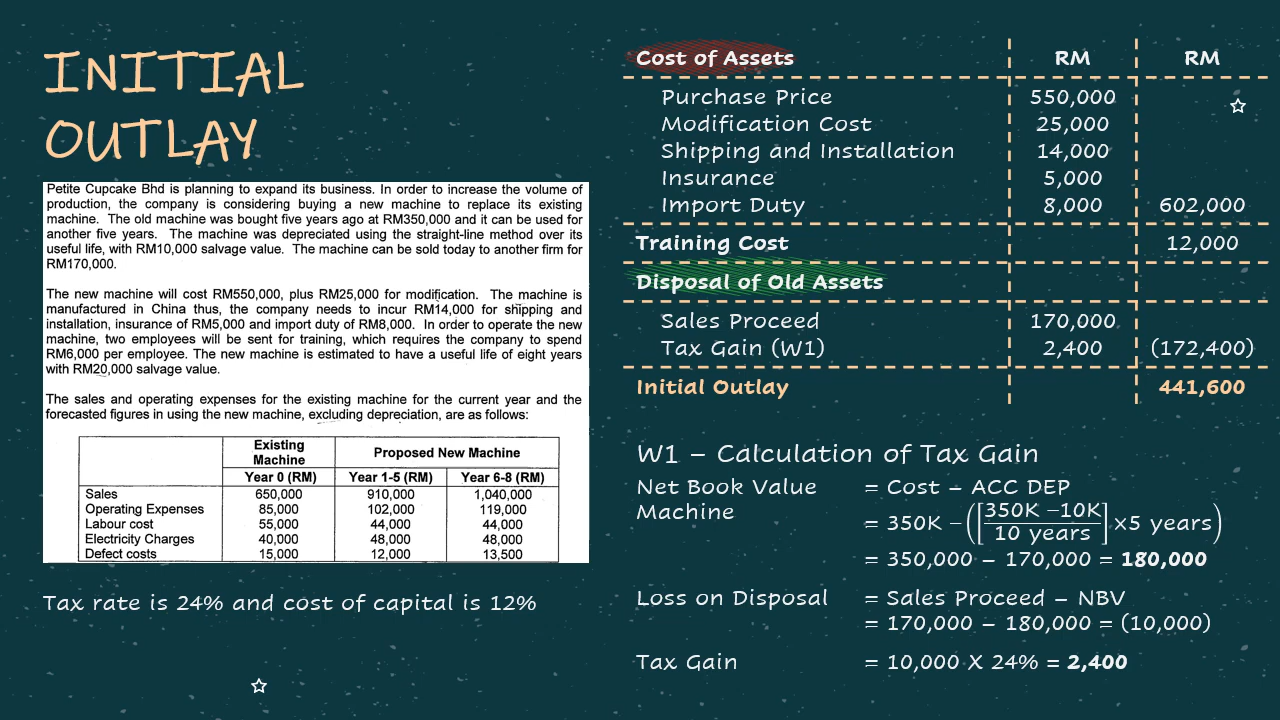 INITIAL
OUTLAY
Petite Cupcake Bhd is planning to expand its business. In order to increase the volume of
production, the company is considering buying a new machine to replace its existing
machine. The old machine was bought five years ago at RM350,000 and it can be used for
another five years. The machine was depreciated using the straight-line method over its
useful life, with RM10,000 salvage value. The machine can be sold today to another firm for
RM170,000.
The new machine will cost RM550,000, plus RM25,000 for modification. The machine is
manufactured in China thus, the company needs to incur RM14,000 for shipping and
installation, insurance of RM5,000 and import duty of RM8,000. In order to operate the new
machine, two employees will be sent for training, which requires the company to spend
RM6,000 per employee. The new machine is estimated to have a useful life of eight years
with RM20,000 salvage value.
The sales and operating expenses for the existing machine for the current year and the
forecasted figures in using the new machine, excluding depreciation, are as follows:
Existing Machine Proposed New Machine
Year 0 (RM) Year 1-5 (RM) Year 6-8 (RM)
Sales 650,000 910,000 1,040,000
Operating Expenses 85,000 102,000 119,000
Labour cost 55,000 44,000 44,000
Electricity Charges 40,000 48,000 48,000
Defect costs 15,000 12,000 13,500
Tax rate is 24% and cost of capital is 12%
Cost of Assets RM RM
Purchase Price 550,000
Modification Cost 25,000
Shipping and Installation 14,000
Insurance 5,000
Import Duty 8,000 602,000
Training Cost 12,000
Disposal of Old Assets
Sales Proceed 170,000
Tax Gain (W1) 2,400 (172,400)
Initial Outlay 441,600
W1 – Calculation of Tax Gain
Net Book Value = Cost – ACC DEP
Machine = 350K – ([350K –10K / 10 years] x5 years)
= 350,000 – 170,000 = 180,000
Loss on Disposal = Sales Proceed – NBV
= 170,000 – 180,000 = (10,000)
Tax Gain = 10,000 X 24% = 2,400